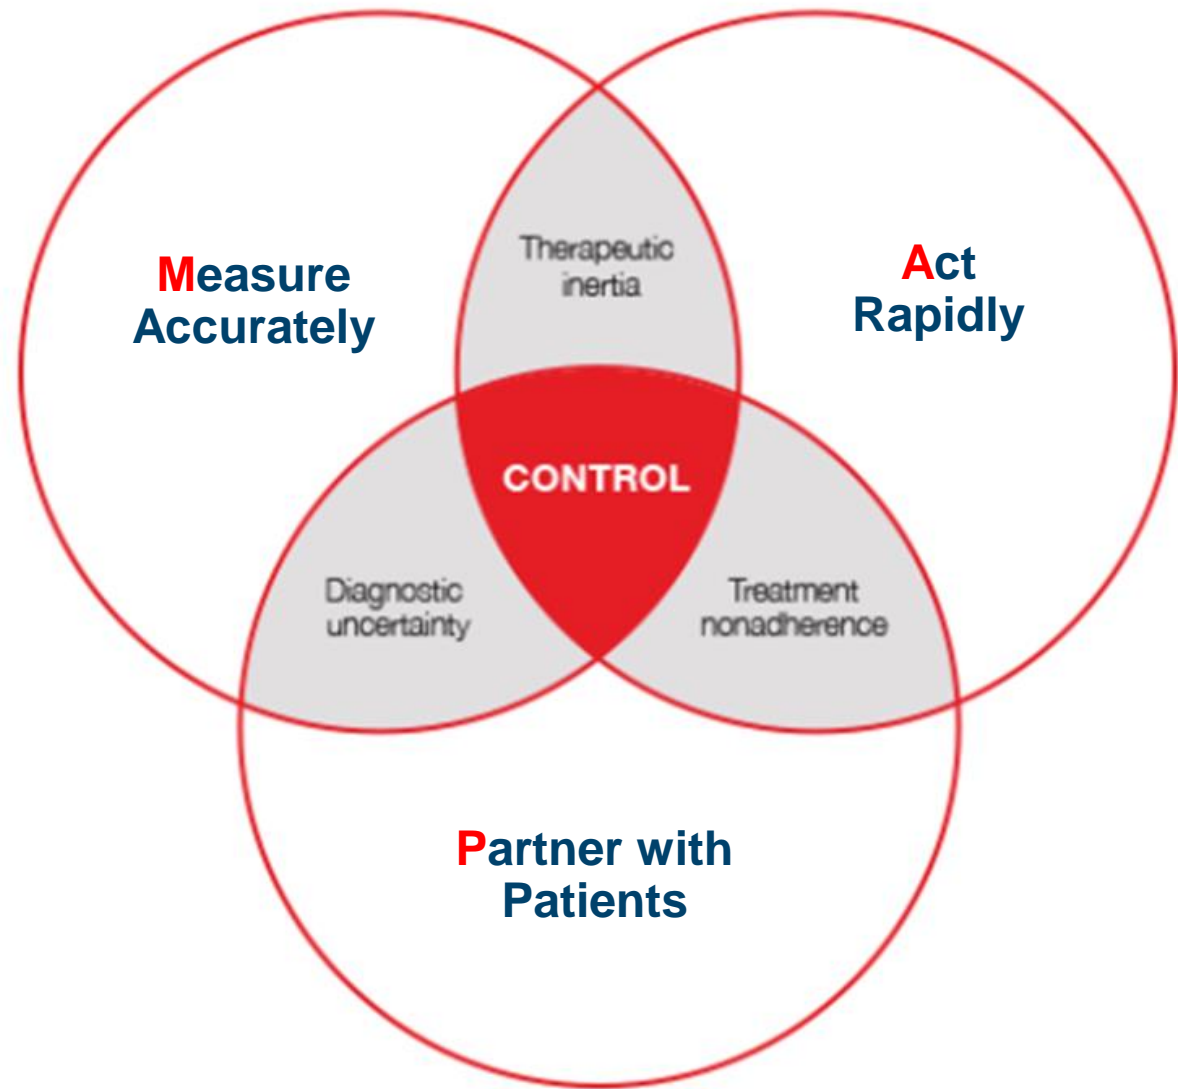 Therapeutic
inertia
Measure
Accurately
Act
Rapidly
CONTROL
Diagnostic
uncertainty
Treatment
nonadherence
Partner with
Patients